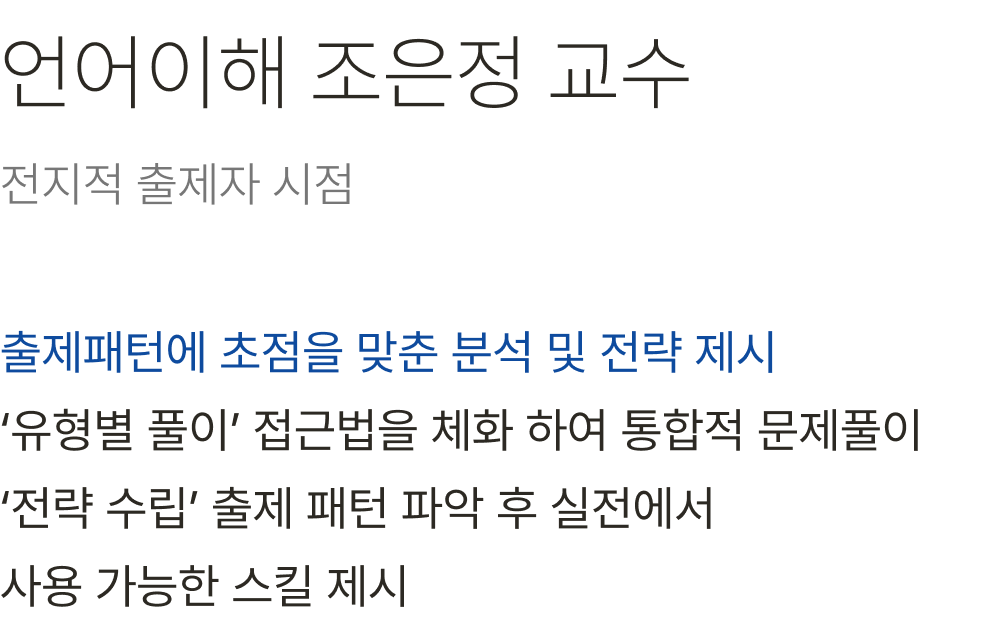 언어이해 조은정 교수
전지적 출제자 시점
출제패턴에 초점을 맞춘 분석 및 전략 제시
‘유형별 풀이’ 접근법을 체화 하여 통합적 문제풀이
‘전략 수립’ 출제 패턴 파악 후 실전에서
사용 가능한 스킬 제시